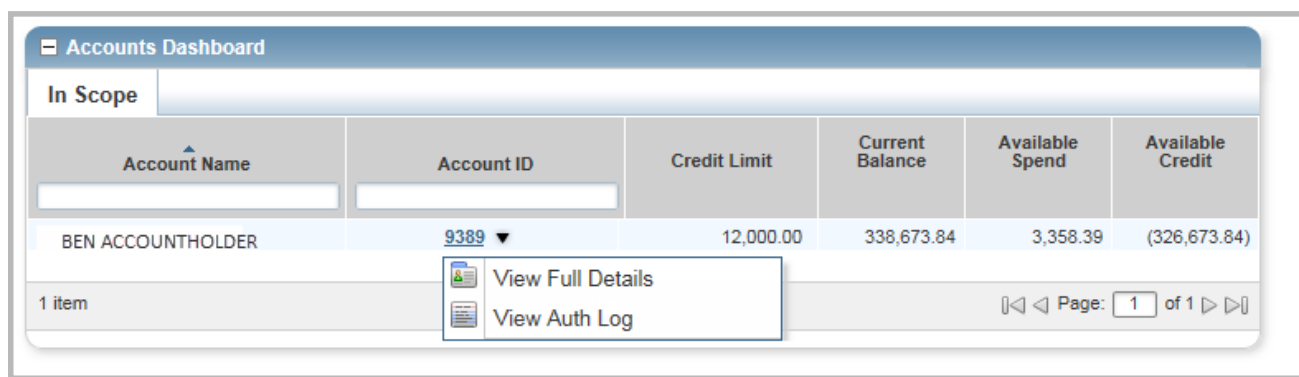 Accounts Dashboard
In Scope
Account Name
Account ID
Credit Limit
Current
Balance
Available
Spend
Available
Credit
BEN ACCOUNTHOLDER
9389
12,000.00
338,673.84
3,358.39
(326,673.84)
View Full Details
View Auth Log
1 item
Page: 1 of 1